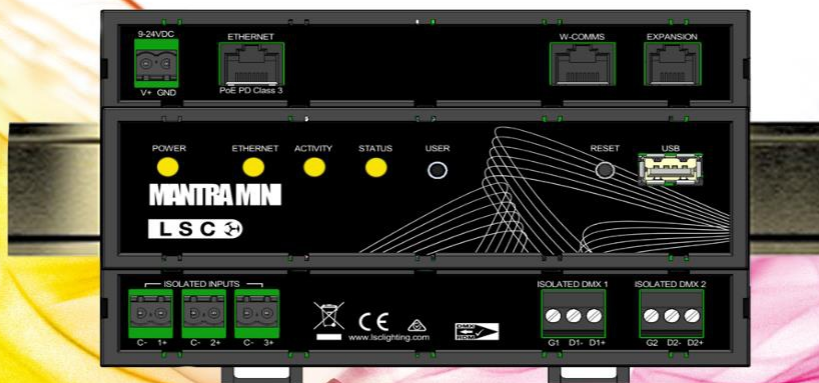 9-24VDC
ETHERNET
W-COMMS
EXPANSION
V+ GND
PoE PD Class 3
POWER
ETHERNET
ACTIVITY
STATUS
USER
RESET
USB
MANTRA MINI
LSC
ISOLATED INPUTS
ISOLATED DMX 1
ISOLATED DMX 2
C- 1+
C- 2+
C- 3+
CE
www.lsclighting.com
RDM
G1 D1- D1+
G2 D2- D2+